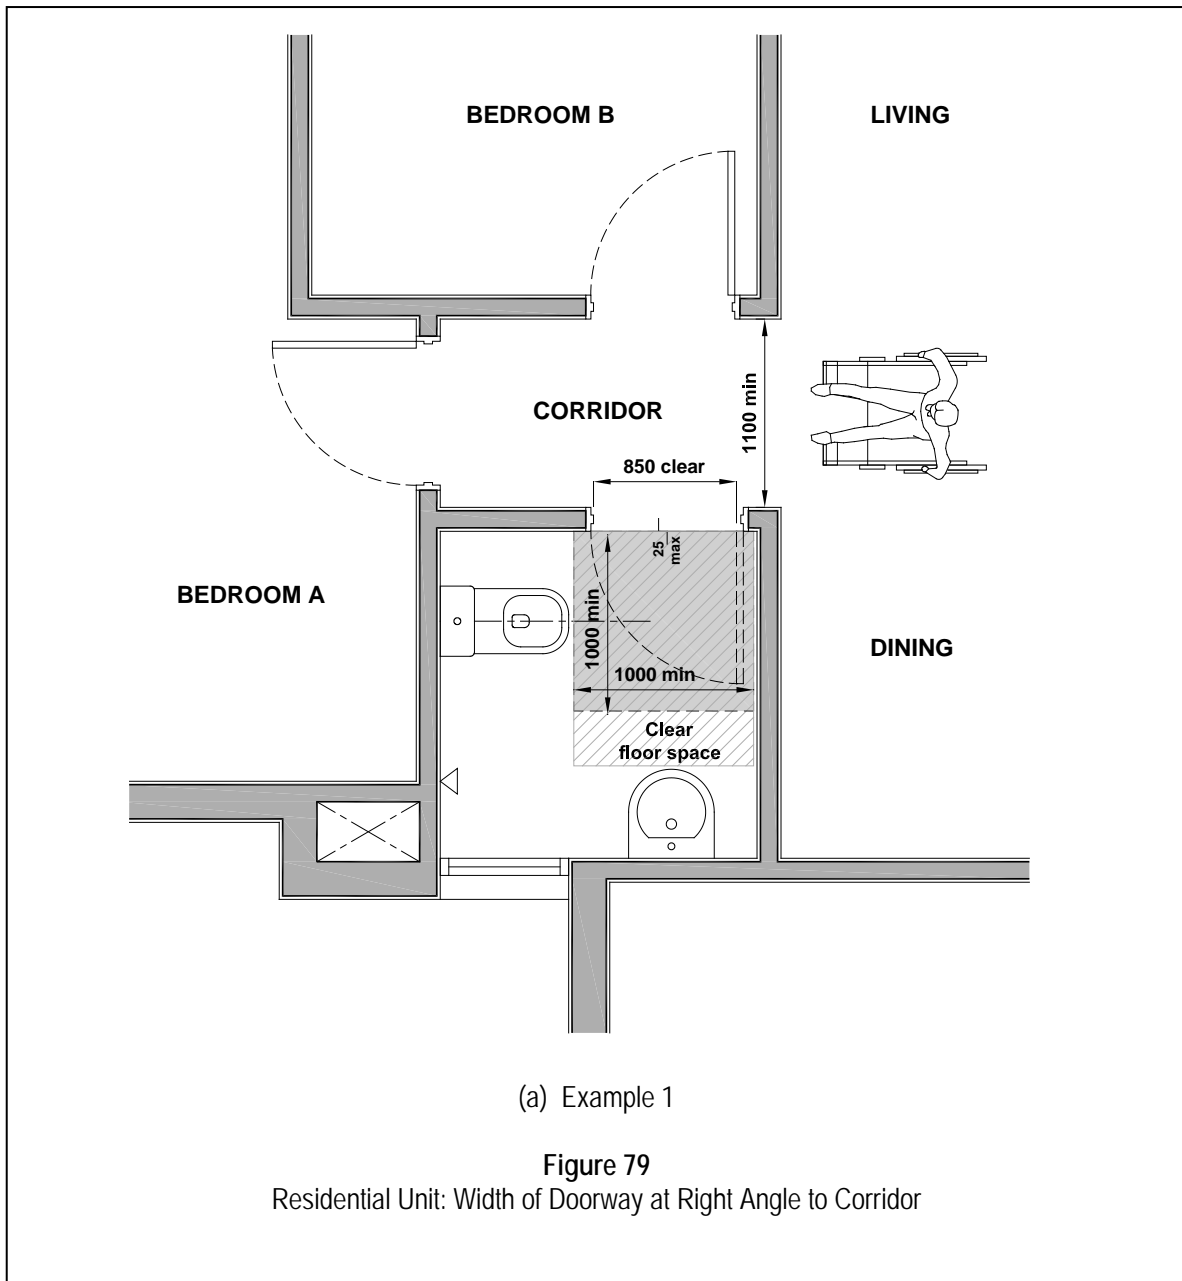 BEDROOM B
LIVING
CORRIDOR
1100 min
850 clear
25
max
BEDROOM A
1000 min
1000 min
DINING
Clear
floor space
(a) Example 1
Figure 79
Residential Unit: Width of Doorway at Right Angle to Corridor